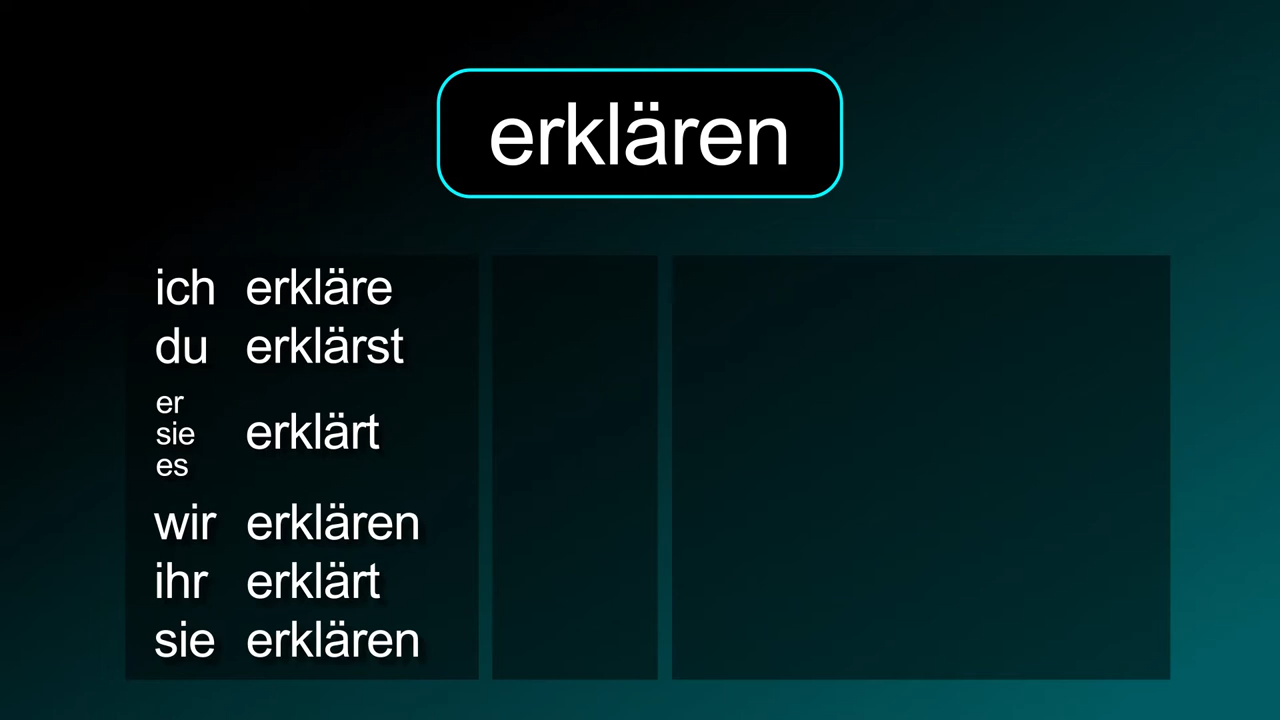 erklären
ich erkläre
du erklärst
er
sie erklärt
es
wir erklären
ihr erklärt
sie erklären